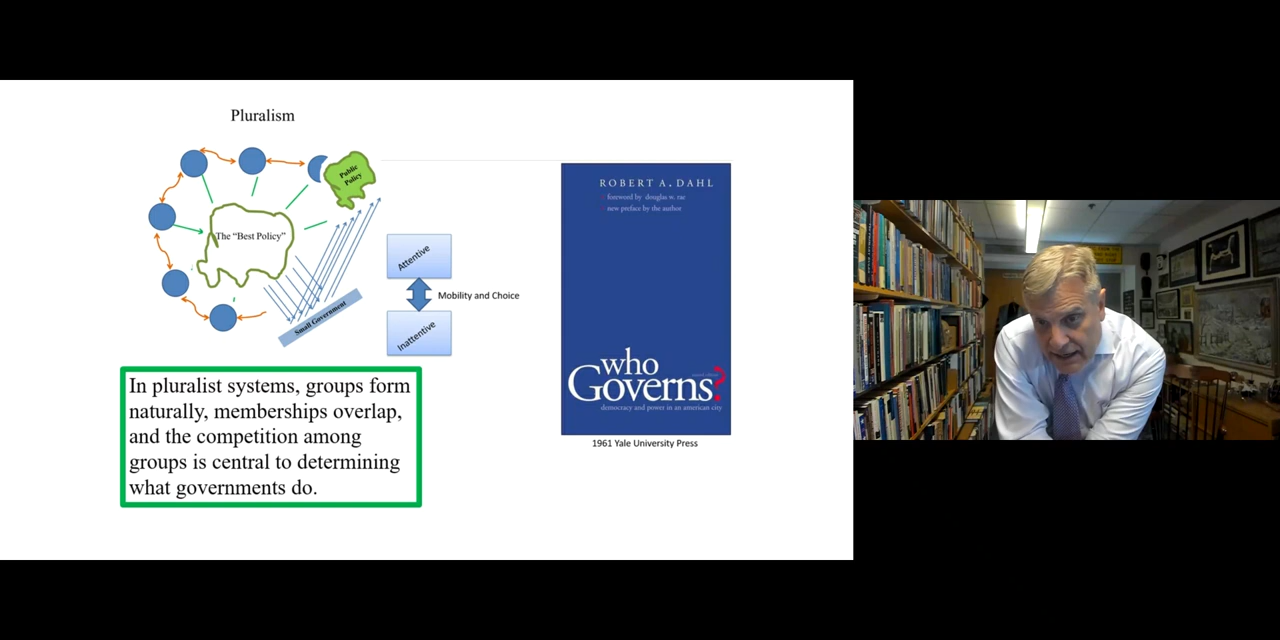 Pluralism
Public
Policy
The “Best Policy”
Small Government
Attentive
Mobility and Choice
Inattentive
In pluralist systems, groups form
naturally, memberships overlap,
and the competition among
groups is central to determining
what governments do.
ROBERT A. DAHL
foreword by douglas w. rae
new preface by the author
who
Governs?
second edition
democracy and power in an american city
1961 Yale University Press